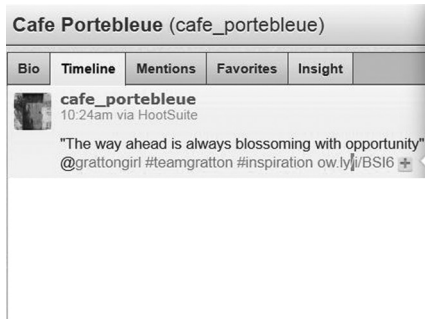 Cafe Portebleue (cafe_portebleue)
Bio Timeline Mentions Favorites Insight
cafe_portebleue
10:24am via HootSuite
"The way ahead is always blossoming with opportunity"
@grattongirl #teamgratton #inspiration ow.ly/i/BSI6 +